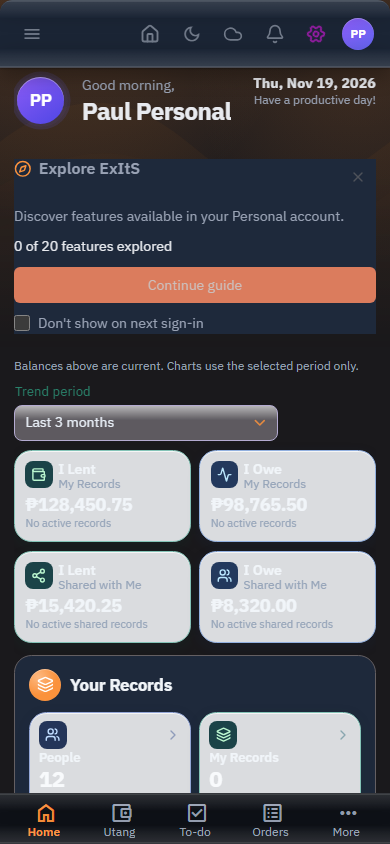 PP
PP
Good morning,
Paul Personal
Thu, Nov 19, 2026
Have a productive day!
Explore ExItS
Discover features available in your Personal account.
0 of 20 features explored
Continue guide
Don't show on next sign-in
Balances above are current. Charts use the selected period only.
Trend period
Last 3 months
I Lent
My Records
₱128,450.75
No active records
I Owe
My Records
₱98,765.50
No active records
I Lent
Shared with Me
₱15,420.25
No active shared records
I Owe
Shared with Me
₱8,320.00
No active shared records
Your Records
People
12
My Records
0
Home
Utang
To-do
Orders
More